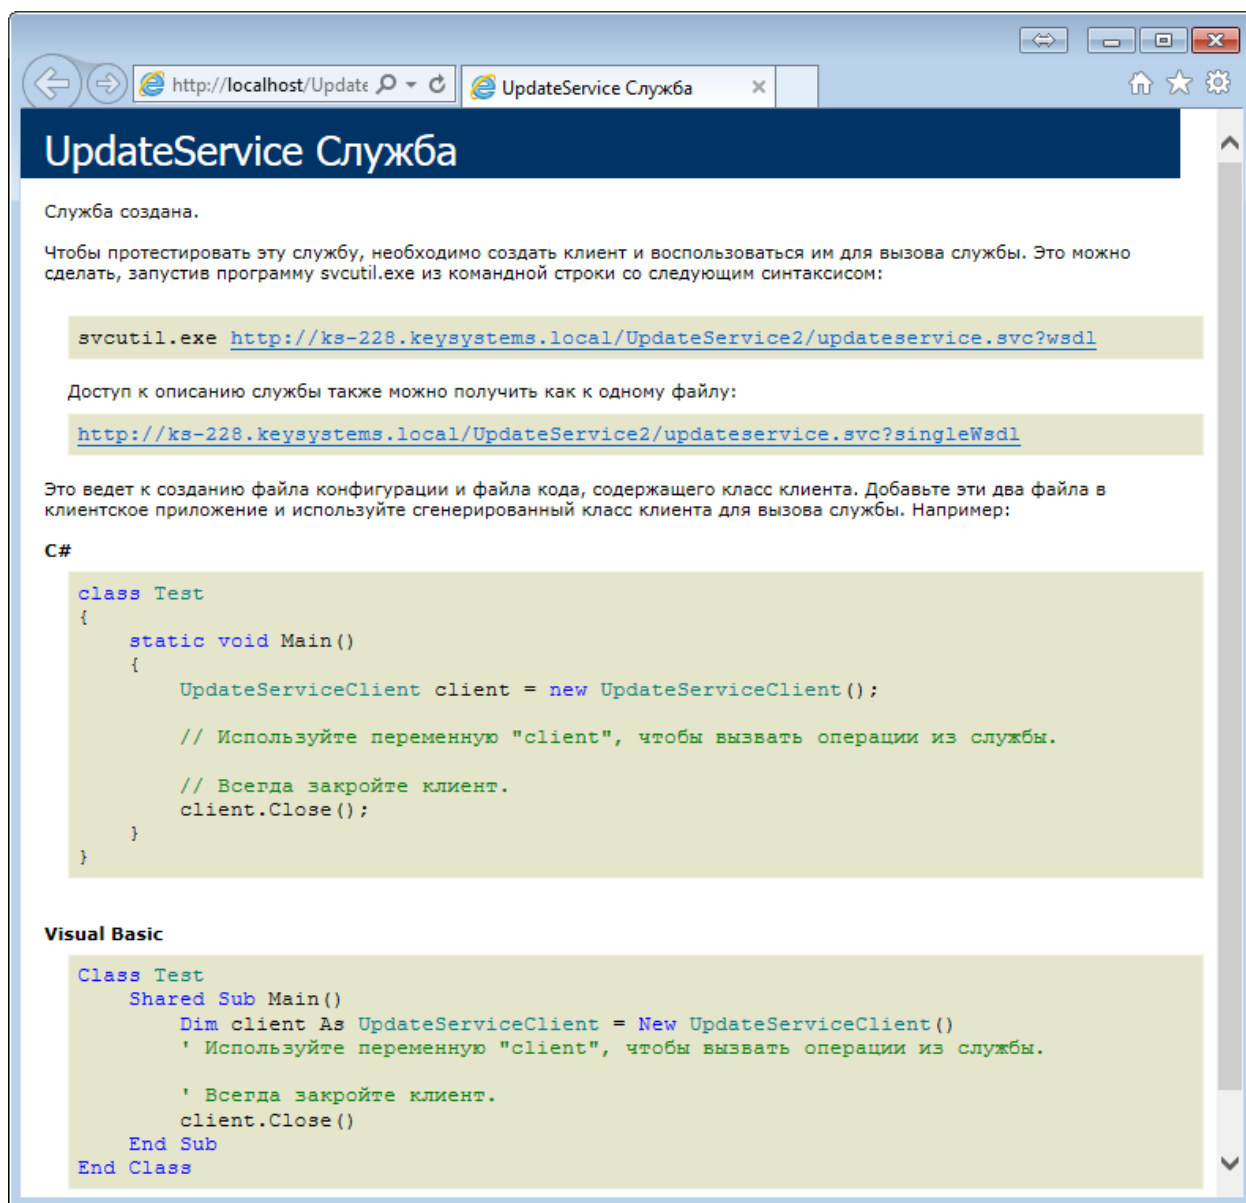 http://localhost/Update
UpdateService Служба
UpdateService Служба
Служба создана.
Чтобы протестировать эту службу, необходимо создать клиент и воспользоваться им для вызова службы. Это можно
сделать, запустив программу svcutil.exe из командной строки со следующим синтаксисом:
svcutil.exe http://ks-228.keysystems.local/UpdateService2/updateservice.svc?wsdl
Доступ к описанию службы также можно получить как к одному файлу:
http://ks-228.keysystems.local/UpdateService2/updateservice.svc?singleWsdl
Это ведет к созданию файла конфигурации и файла кода, содержащего класс клиента. Добавьте эти два файла в
клиентское приложение и используйте сгенерированный класс клиента для вызова службы. Например:
C#
class Test
{
    static void Main()
    {
        UpdateServiceClient client = new UpdateServiceClient();
        // Используйте переменную "client", чтобы вызвать операции из службы.
        // Всегда закройте клиент.
        client.Close();
    }
}
Visual Basic
Class Test
    Shared Sub Main()
        Dim client As UpdateServiceClient = New UpdateServiceClient()
        ' Используйте переменную "client", чтобы вызвать операции из службы.
        ' Всегда закройте клиент.
        client.Close()
    End Sub
End Class